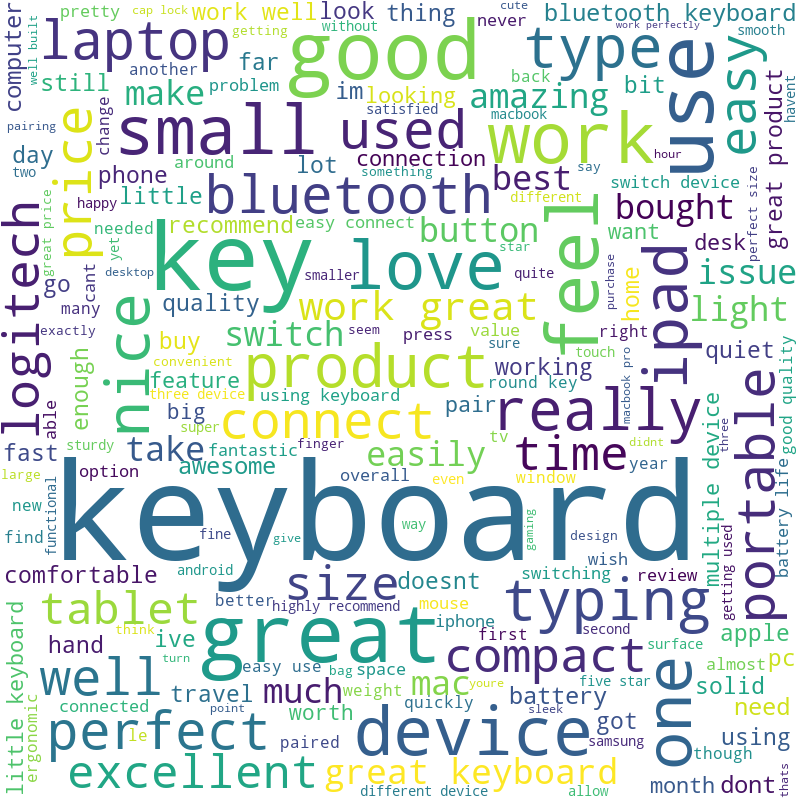 pretty cap lock work well look thing cute bluetooth keyboard
getting without never work perfectly smooth
computer well built laptop good type use easy
another far back
still problem im looking amazing bit great product havent
make change satisfied macbook
pairing price small used work hour
day around connection say
two phone lot something best switch device
happy little bluetooth different bought perfect size
great price needed recommend easy connect button feel want desk
yet key love star ipad
go cant desktop smaller quite purchase issue
logitech many nice quality work great home light
exactly switch seem press value sure right
buy product working touch quiet
enough convenient round key macbook pro good quality
feature three device using keyboard pair really portable
able big super connect tv multiple device
fast sturdy take fantastic finger easily time didnt three battery life
large option awesome overall even window year
new keyboard
find functional way gaming
fine give design
comfortable android size doesnt wish switching review getting used
tablet better highly recommend mouse typing second
little keyboard think great iphone first surface apple
hand ive compact one almost pc
turn easy use bag space youre
well travel much weight mac battery five star solid
ergonomic connected point worth quickly sleek got need
perfect le paired device samsung though using
excellent great keyboard month dont thats
different device allow